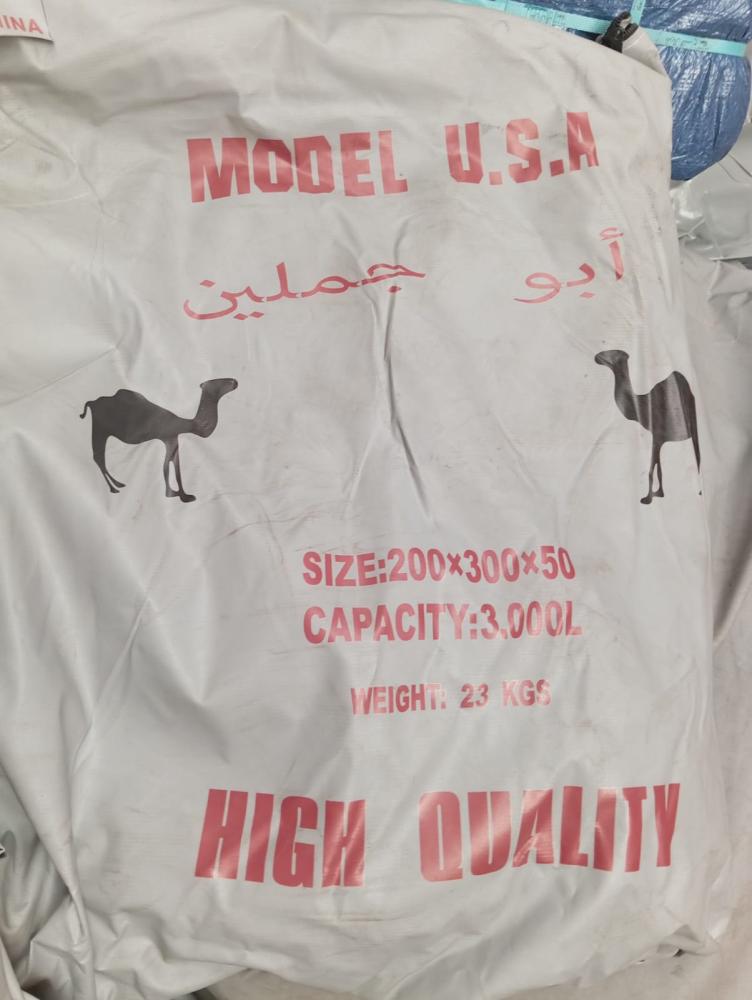 MODEL U.S.A
أبو جملين
SIZE:200×300×50
CAPACITY:3.000L
WEIGHT: 23 KGS
HIGH QUALITY